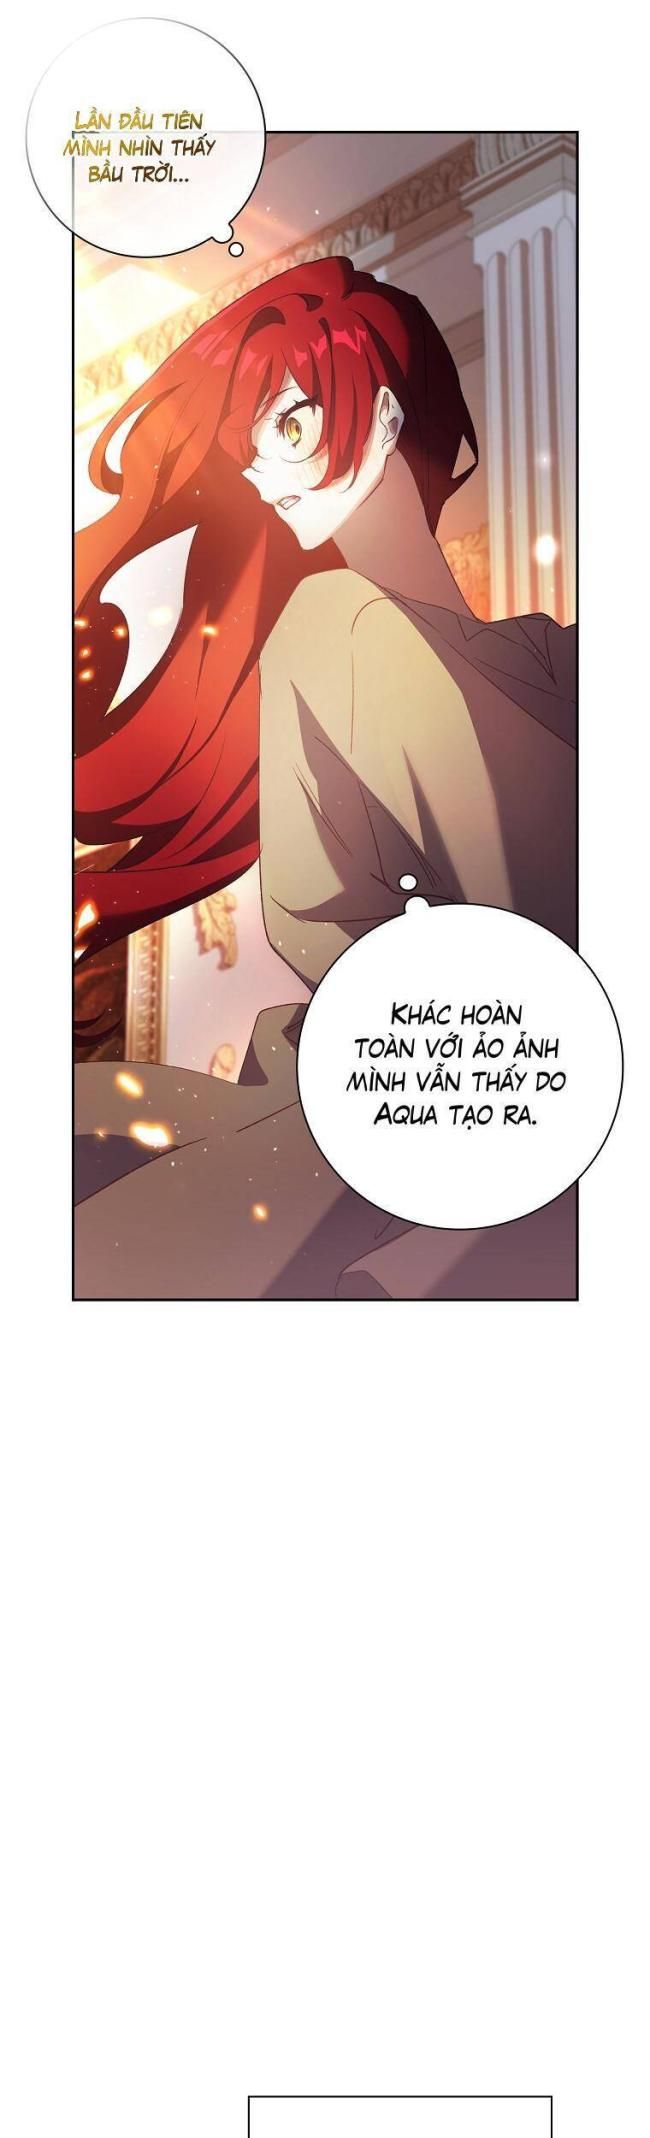 LẦN ĐẦU TIÊN
MÌNH NHÌN THẤY
BẦU TRỜI...
KHÁC HOÀN
TOÀN VỚI ẢO ẢNH
MÌNH VẪN THẤY DO
AQUA TẠO RA.